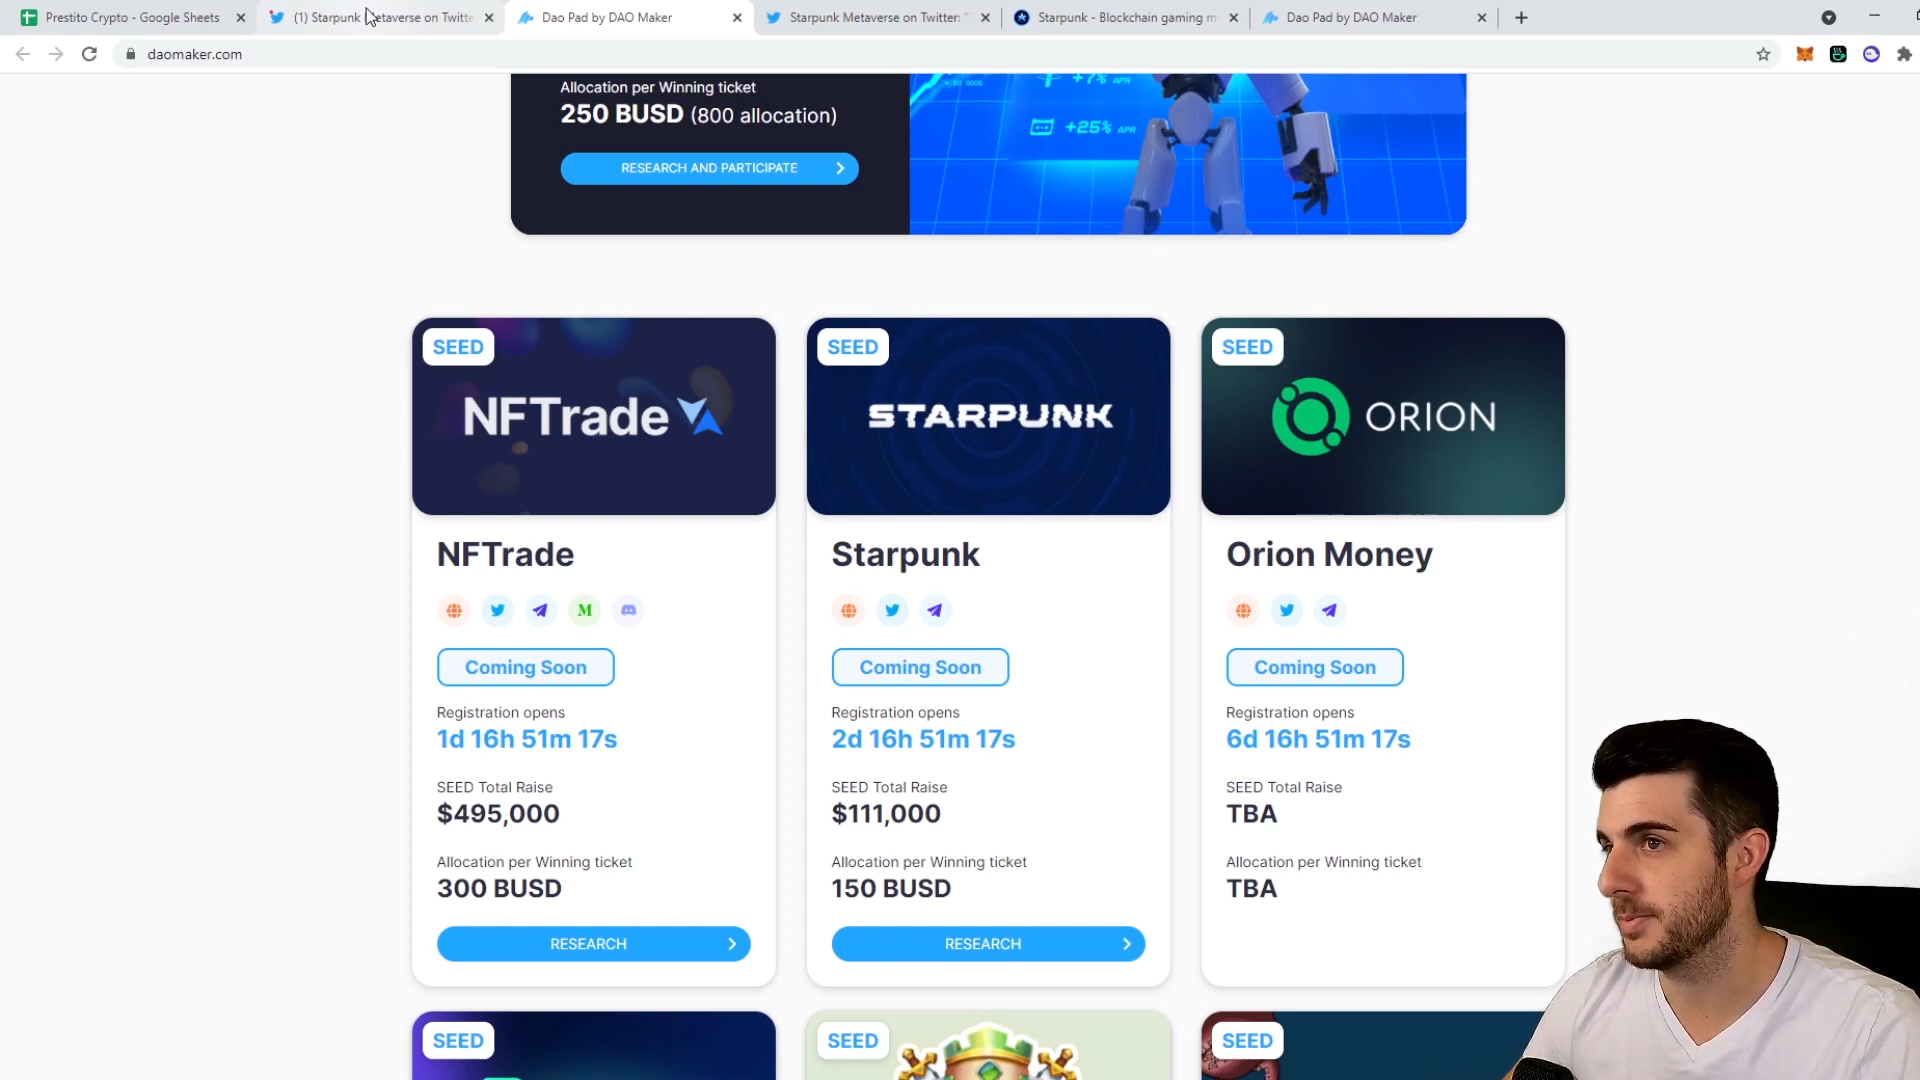 Prestito Crypto - Google Sheets
(1) Starpunk Metaverse on Twitte
Dao Pad by DAO Maker
Starpunk Metaverse on Twitter: "
Starpunk - Blockchain gaming m
Dao Pad by DAO Maker
daomaker.com
Allocation per Winning ticket
250 BUSD (800 allocation)
RESEARCH AND PARTICIPATE
+7% APR
+25% APR
SEED
NFTrade
NFTrade
M
Coming Soon
Registration opens
1d 16h 51m 17s
SEED Total Raise
$495,000
Allocation per Winning ticket
300 BUSD
RESEARCH
SEED
STARPUNK
Starpunk
Coming Soon
Registration opens
2d 16h 51m 17s
SEED Total Raise
$111,000
Allocation per Winning ticket
150 BUSD
RESEARCH
SEED
ORION
Orion Money
Coming Soon
Registration opens
6d 16h 51m 17s
SEED Total Raise
TBA
Allocation per Winning ticket
TBA
SEED
SEED
SEED